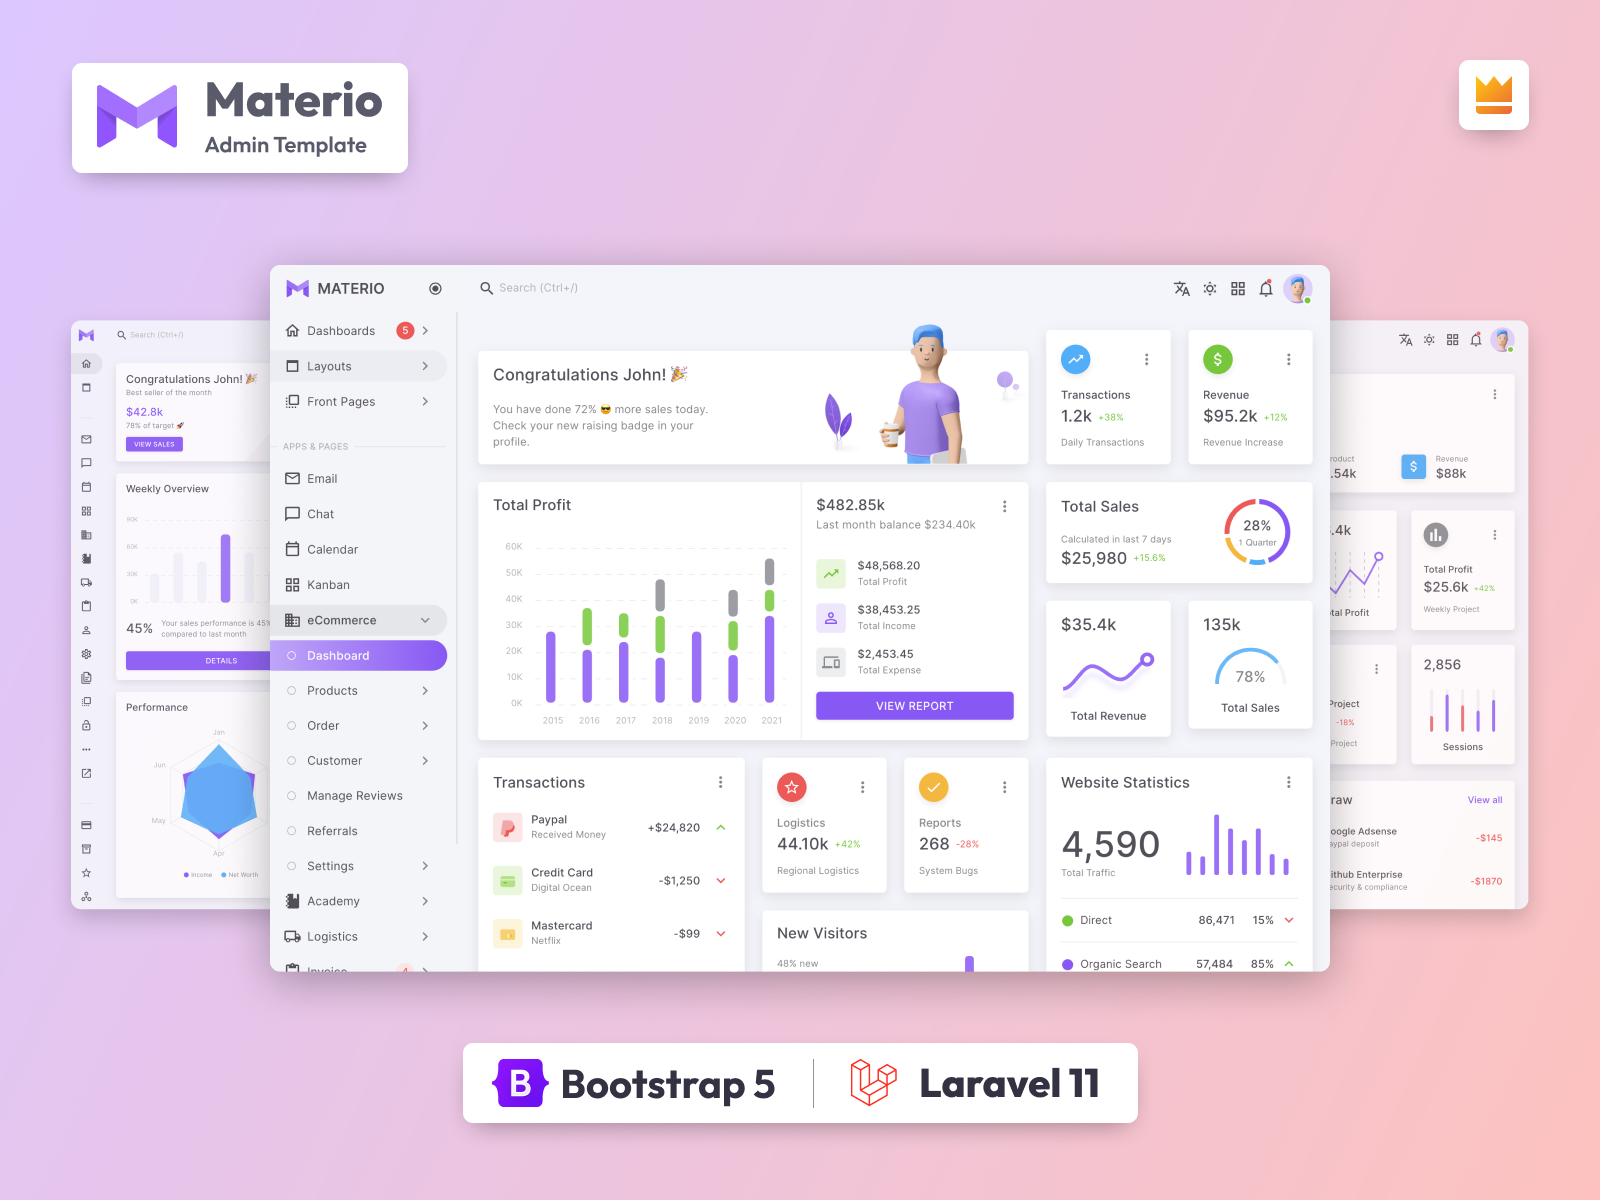 Materio
Admin Template
MATERIO
Search (Ctrl+/)
Dashboards 5
Layouts
Front Pages
APPS & PAGES
Email
Chat
Calendar
Kanban
eCommerce
Dashboard
Products
Order
Customer
Manage Reviews
Referrals
Settings
Academy
Logistics
Invoice
Congratulations John! 🎉
You have done 72% 😎 more sales today.
Check your new raising badge in your
profile.
Transactions
1.2k +38%
Daily Transactions
Revenue
$95.2k +12%
Revenue Increase
Total Profit
60K
50K
40K
30K
20K
10K
0K
2015 2016 2017 2018 2019 2020 2021
$482.85k
Last month balance $234.40k
$48,568.20
Total Profit
$38,453.25
Total Income
$2,453.45
Total Expense
VIEW REPORT
Total Sales
Calculated in last 7 days
$25,980 +15.6%
28%
1 Quarter
$35.4k
Total Revenue
135k
78%
Total Sales
Transactions
Paypal
Received Money
+$24,820
Credit Card
Digital Ocean
-$1,250
Mastercard
Netflix
-$99
Logistics
44.10k +42%
Regional Logistics
Reports
268 -28%
System Bugs
New Visitors
48% new
Website Statistics
4,590
Total Traffic
Direct 86,471 15%
Organic Search 57,484 85%
Search (Ctrl+/)
Congratulations John! 🎉
Best seller of the month
$42.8k
78% of target 🚀
VIEW SALES
Weekly Overview
90K
60K
30K
0K
45%
Your sales performance is 45%
compared to last month
DETAILS
Performance
Jan
Jun
May
Apr
Income Net Worth
roduct
.54k
$
Revenue
$88k
.4k
tal Profit
Total Profit
$25.6k +42%
Weekly Project
Project
-18%
Project
2,856
Sessions
raw
View all
oogle Adsense
aypal deposit
-$145
ithub Enterprise
ecurity & compliance
-$1870
B Bootstrap 5
Laravel 11